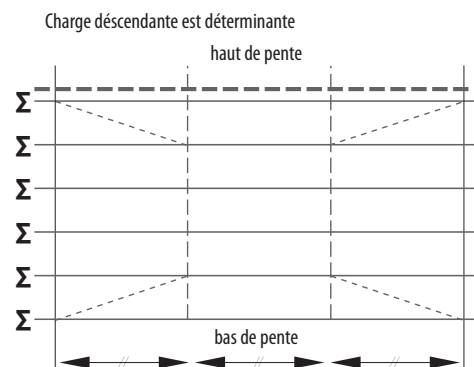 Charge déscendante est déterminante
haut de pente
Σ
Σ
Σ
Σ
Σ
Σ
bas de pente